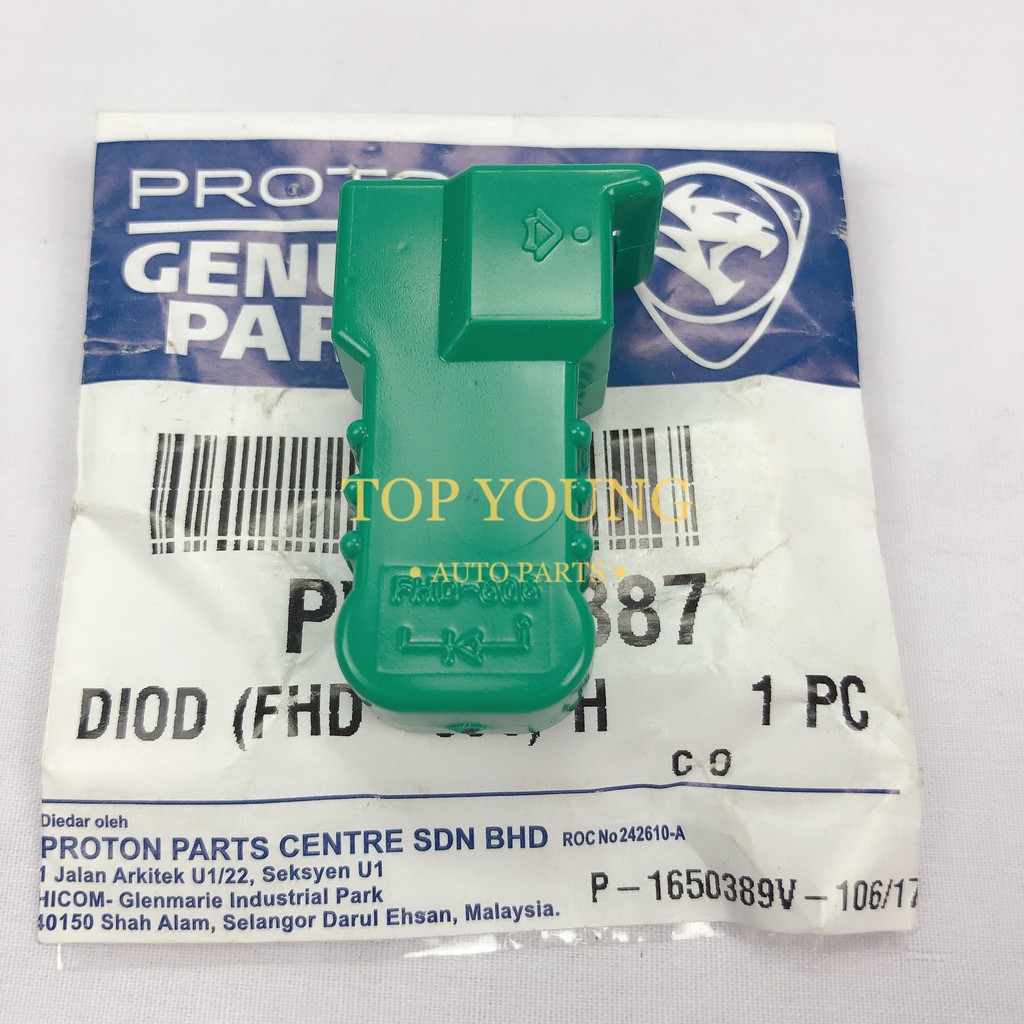 PROTO
GENU
PAR
TOP YOUNG
• AUTO PARTS •
FHD-606
387
DIOD (FHD H 1 PC
C O
Diedar oleh
PROTON PARTS CENTRE SDN BHD ROC No 242610-A
1 Jalan Arkitek U1/22, Seksyen U1
HICOM- Glenmarie Industrial Park
40150 Shah Alam, Selangor Darul Ehsan, Malaysia.
P-1650389V-106/17